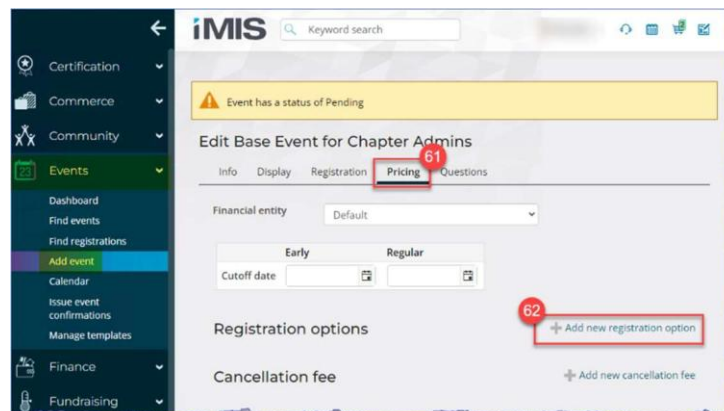 iMIS
Keyword search
Certification
Commerce
Community
23
Events
Dashboard
Find events
Find registrations
Add event
Calendar
Issue event
confirmations
Manage templates
Finance
Fundraising
Event has a status of Pending
Edit Base Event for Chapter Admins
61
Info Display Registration Pricing Questions
Financial entity Default
Early Regular
Cutoff date
62
Registration options Add new registration option
Cancellation fee Add new cancellation fee